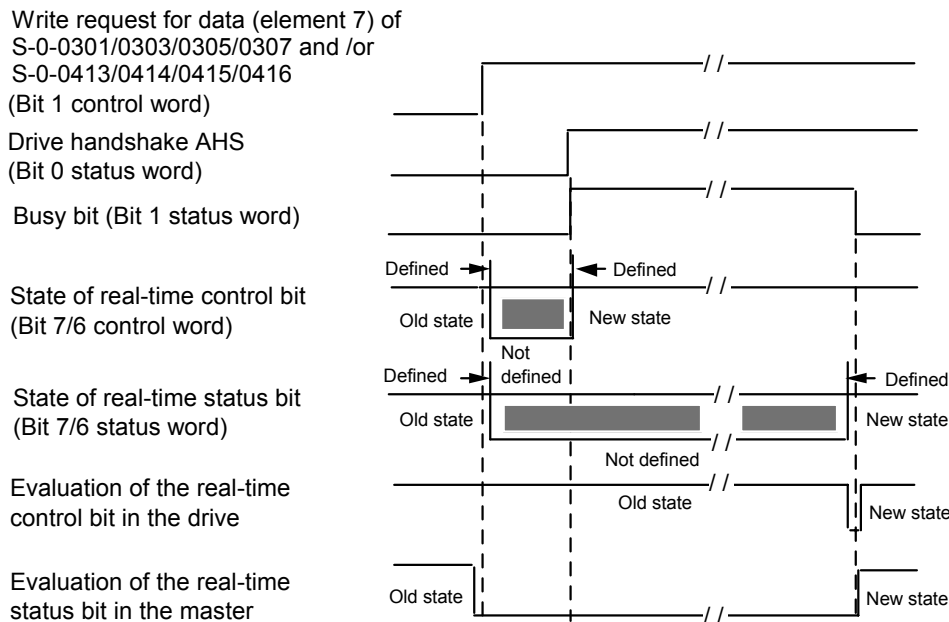 Write request for data (element 7) of
S-0-0301/0303/0305/0307 and /or
S-0-0413/0414/0415/0416
(Bit 1 control word)
Drive handshake AHS
(Bit 0 status word)
Busy bit (Bit 1 status word)
Defined
Defined
State of real-time control bit
(Bit 7/6 control word)
Old state
New state
Not
defined
Defined
Defined
State of real-time status bit
(Bit 7/6 status word)
Old state
New state
Not defined
Evaluation of the real-time
control bit in the drive
Old state
New state
Evaluation of the real-time
status bit in the master
Old state
New state